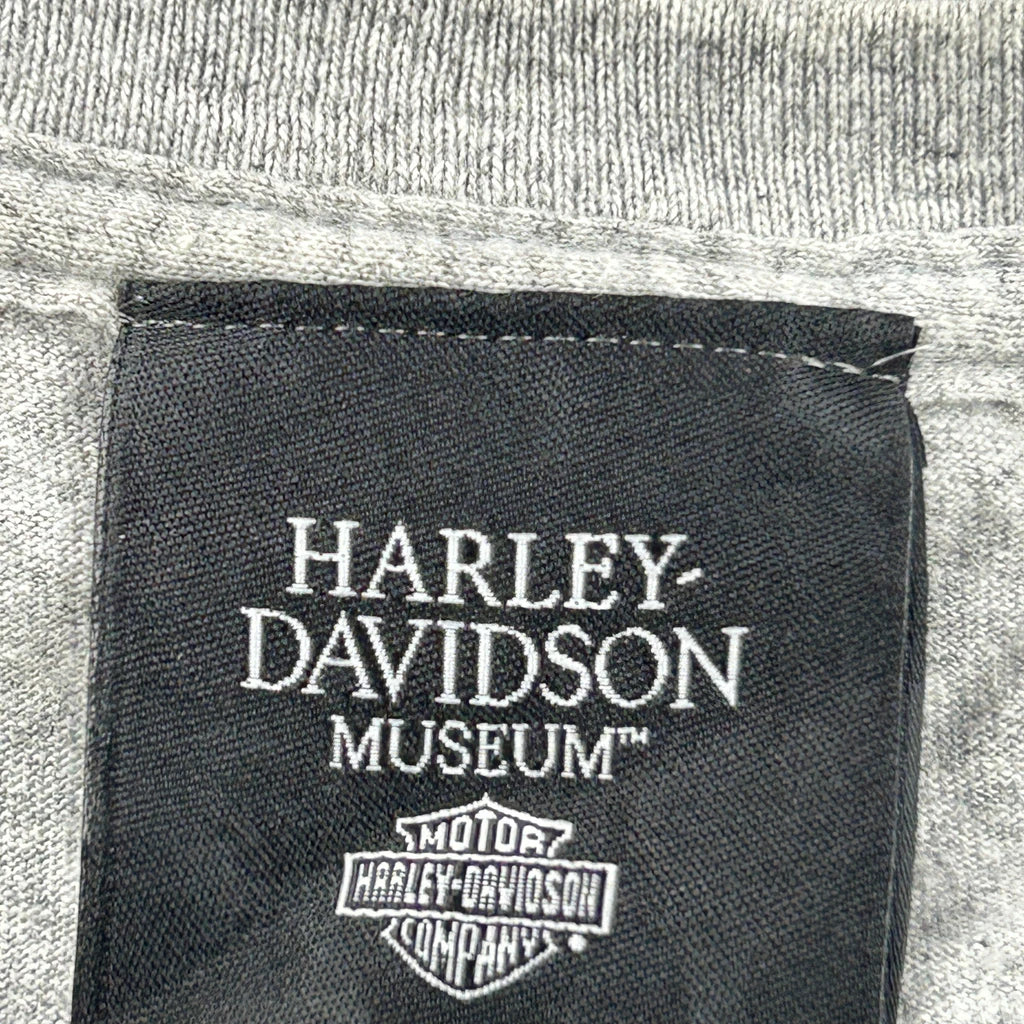 HARLEY-
DAVIDSON
MUSEUM™
MOTOR
HARLEY-DAVIDSON
COMPANY